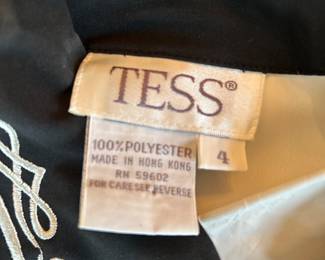 TESS®
100% POLYESTER
MADE IN HONG KONG
RN 59602
FOR CARE SEE REVERSE
4